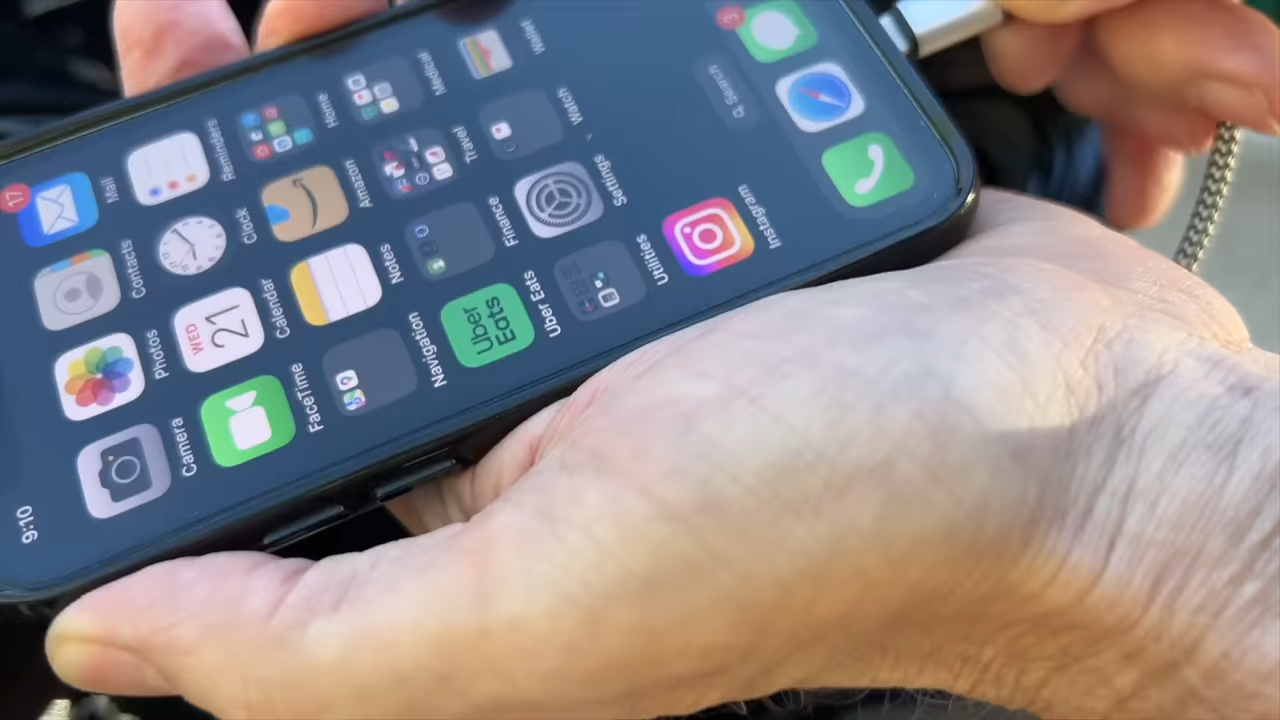 9:10
17
Camera Photos Contacts Mail
WED
21
FaceTime Calendar Clock Reminders
Navigation Notes Amazon Home
Uber
Eats
Uber Eats Finance Travel Medical
Utilities Settings Watch Wallet
Instagram
Search